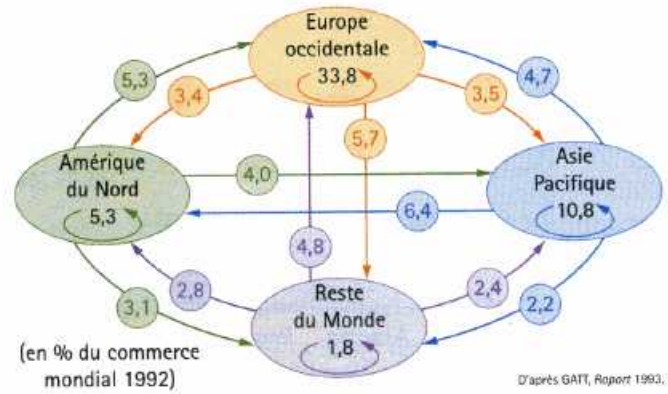 Europe
occidentale
33,8
5,3
3,4
3,5
4,7
5,7
Amérique
du Nord
5,3
4,0
Asie
Pacifique
10,8
6,4
4,8
3,1
2,8
Reste
du Monde
1,8
2,4
2,2
(en % du commerce
mondial 1992)
D'après GATT, Raport 1993.